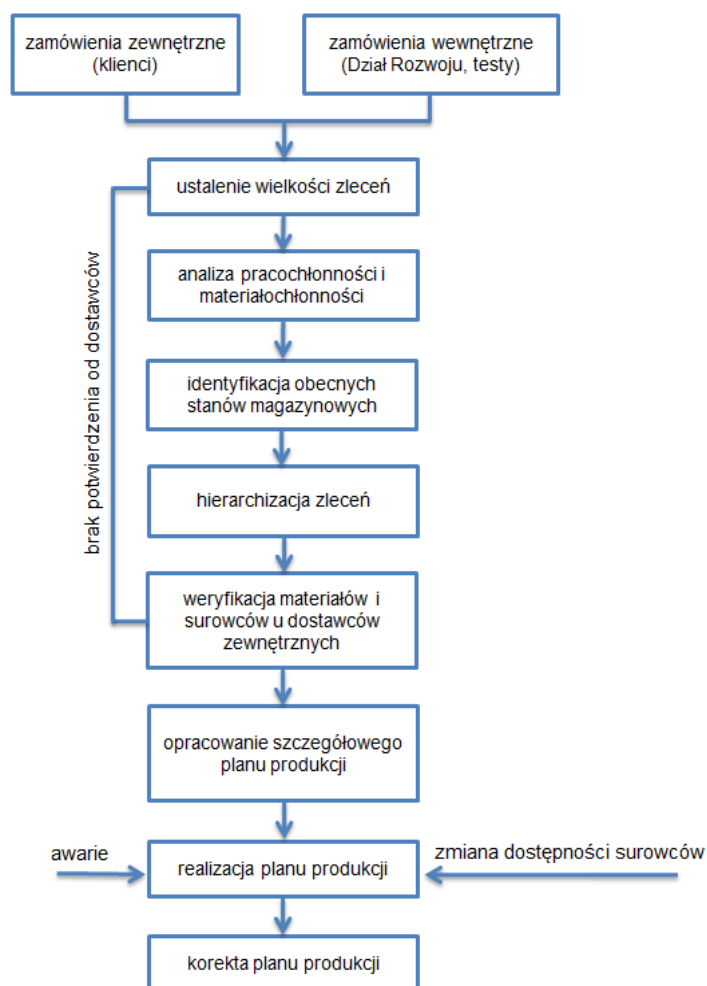 zamówienia zewnętrzne
(klienci)
zamówienia wewnętrzne
(Dział Rozwoju, testy)
ustalenie wielkości zleceń
analiza pracochłonności i
materiałochłonności
identyfikacja obecnych
stanów magazynowych
hierarchizacja zleceń
weryfikacja materiałów i
surowców u dostawców
zewnętrznych
brak potwierdzenia od dostawców
opracowanie szczegółowego
planu produkcji
awarie
realizacja planu produkcji
zmiana dostępności surowców
korekta planu produkcji